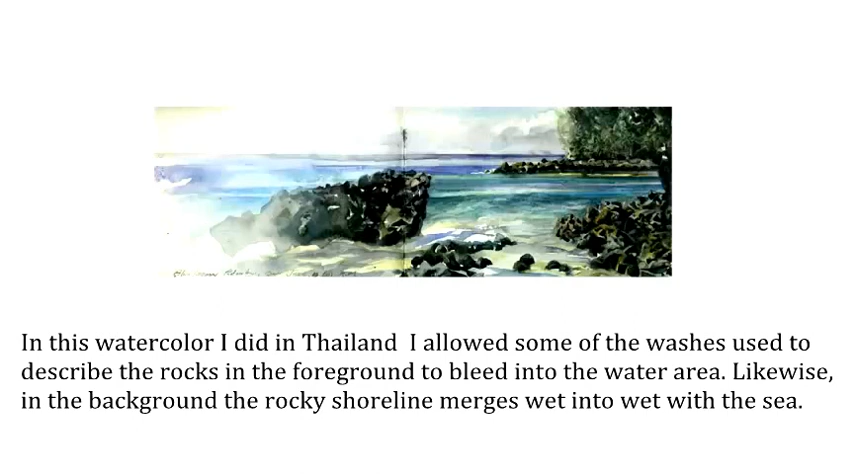 In this watercolor I did in Thailand  I allowed some of the washes used to
describe the rocks in the foreground to bleed into the water area. Likewise,
in the background the rocky shoreline merges wet into wet with the sea.